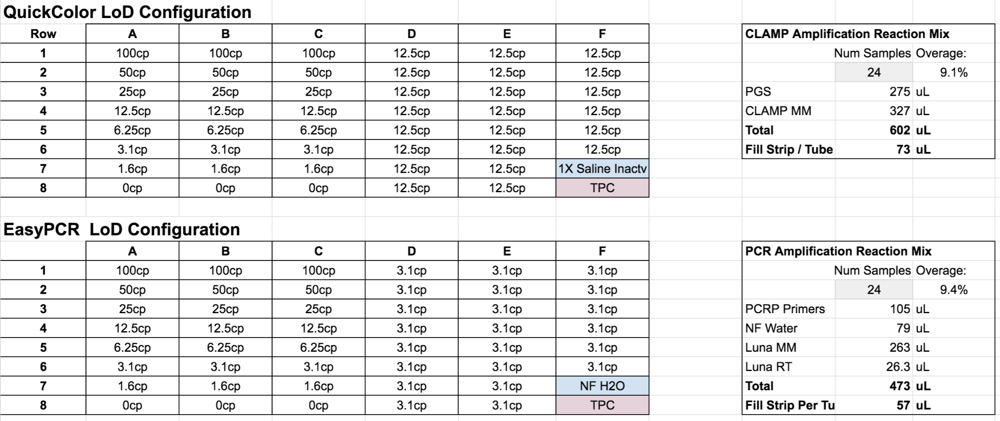 QuickColor LoD Configuration
Row A B C D E F CLAMP Amplification Reaction Mix
1 100cp 100cp 100cp 12.5cp 12.5cp 12.5cp Num Samples Overage:
2 50cp 50cp 50cp 12.5cp 12.5cp 12.5cp 24 9.1%
3 25cp 25cp 25cp 12.5cp 12.5cp 12.5cp PGS 275 uL
4 12.5cp 12.5cp 12.5cp 12.5cp 12.5cp 12.5cp CLAMP MM 327 uL
5 6.25cp 6.25cp 6.25cp 12.5cp 12.5cp 12.5cp Total 602 uL
6 3.1cp 3.1cp 3.1cp 12.5cp 12.5cp 12.5cp Fill Strip / Tube 73 uL
7 1.6cp 1.6cp 1.6cp 12.5cp 12.5cp 1X Saline Inactv
8 0cp 0cp 0cp 12.5cp 12.5cp TPC
EasyPCR LoD Configuration
A B C D E F PCR Amplification Reaction Mix
1 100cp 100cp 100cp 3.1cp 3.1cp 3.1cp Num Samples Overage:
2 50cp 50cp 50cp 3.1cp 3.1cp 3.1cp 24 9.4%
3 25cp 25cp 25cp 3.1cp 3.1cp 3.1cp PCRP Primers 105 uL
4 12.5cp 12.5cp 12.5cp 3.1cp 3.1cp 3.1cp NF Water 79 uL
5 6.25cp 6.25cp 6.25cp 3.1cp 3.1cp 3.1cp Luna MM 263 uL
6 3.1cp 3.1cp 3.1cp 3.1cp 3.1cp 3.1cp Luna RT 26.3 uL
7 1.6cp 1.6cp 1.6cp 3.1cp 3.1cp NF H2O Total 473 uL
8 0cp 0cp 0cp 3.1cp 3.1cp TPC Fill Strip Per Tu 57 uL